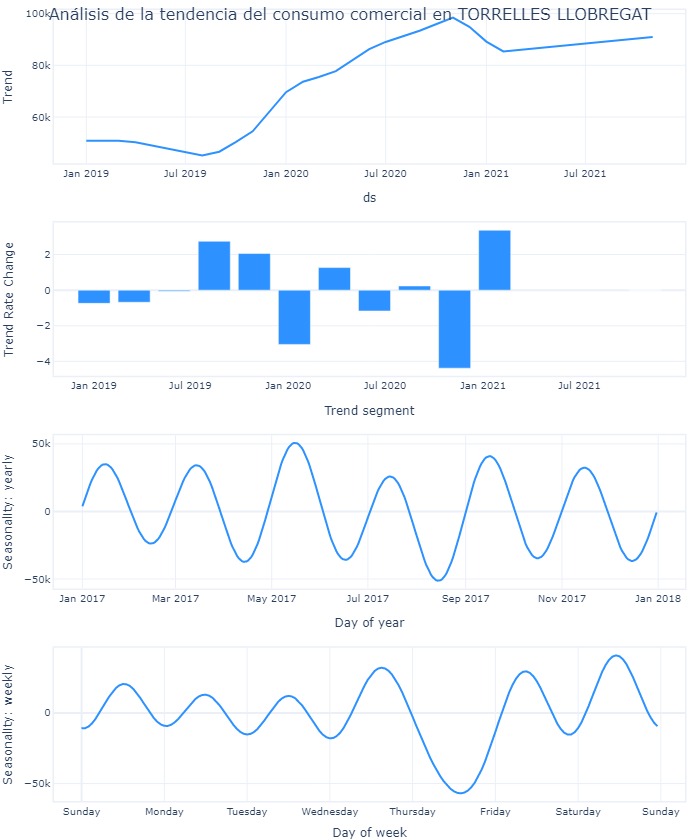 Análisis de la tendencia del consumo comercial en TORRELLES LLOBREGAT
100k
80k
60k
Trend
Jan 2019 Jul 2019 Jan 2020 Jul 2020 Jan 2021 Jul 2021
ds
2
0
−2
−4
Trend Rate Change
Jan 2019 Jul 2019 Jan 2020 Jul 2020 Jan 2021 Jul 2021
Trend segment
50k
0
−50k
Seasonality: yearly
Jan 2017 Mar 2017 May 2017 Jul 2017 Sep 2017 Nov 2017 Jan 2018
Day of year
0
−50k
Seasonality: weekly
Sunday Monday Tuesday Wednesday Thursday Friday Saturday Sunday
Day of week